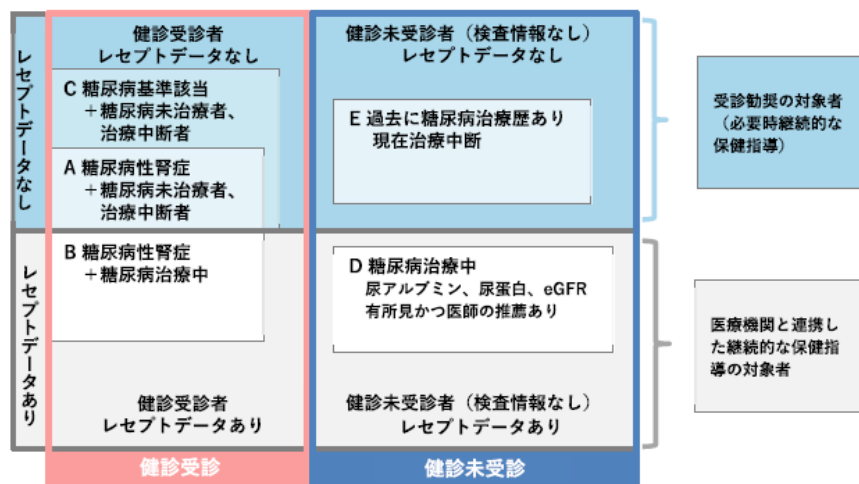 レセプトデータなし
健診受診者
レセプトデータなし
C 糖尿病基準該当
＋糖尿病未治療者、
治療中断者
A 糖尿病性腎症
＋糖尿病未治療者、
治療中断者
健診未受診者（検査情報なし）
レセプトデータなし
E 過去に糖尿病治療歴あり
現在治療中断
受診勧奨の対象者
（必要時継続的な
保健指導）
レセプトデータあり
B 糖尿病性腎症
＋糖尿病治療中
健診受診者
レセプトデータあり
D 糖尿病治療中
尿アルブミン、尿蛋白、eGFR
有所見かつ医師の推薦あり
健診未受診者（検査情報なし）
レセプトデータあり
医療機関と連携し
た継続的な保健指
導の対象者
健診受診
健診未受診